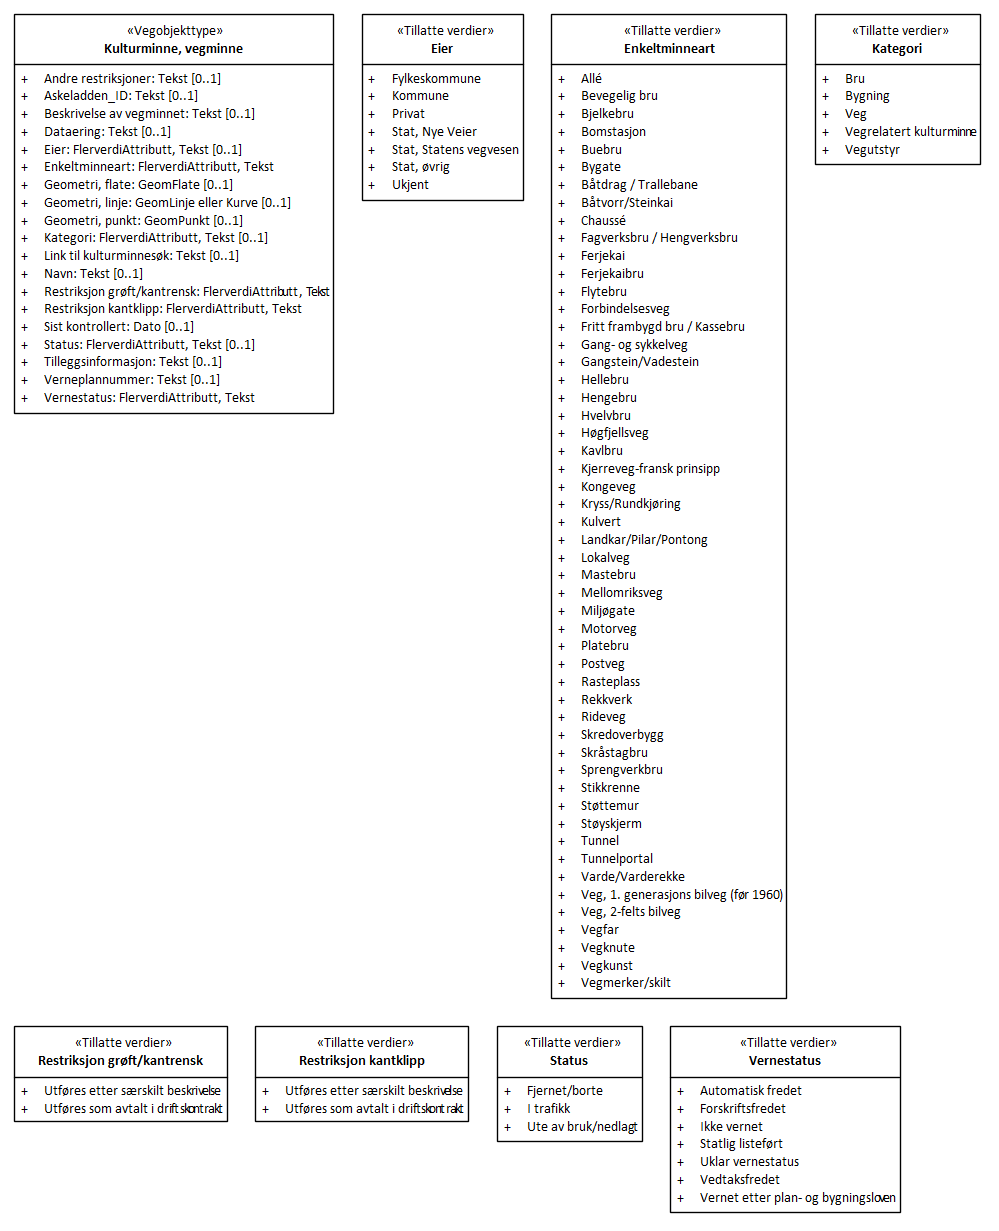 «Vegobjekttype»
Kulturminne, vegminne
+ Andre restriksjoner: Tekst [0..1]
+ Askeladden_ID: Tekst [0..1]
+ Beskrivelse av vegminnet: Tekst [0..1]
+ Dataering: Tekst [0..1]
+ Eier: FlerverdiAttributt, Tekst [0..1]
+ Enkeltminneart: FlerverdiAttributt, Tekst
+ Geometri, flate: GeomFlate [0..1]
+ Geometri, linje: GeomLinje eller Kurve [0..1]
+ Geometri, punkt: GeomPunkt [0..1]
+ Kategori: FlerverdiAttributt, Tekst [0..1]
+ Link til kulturminnesøk: Tekst [0..1]
+ Navn: Tekst [0..1]
+ Restriksjon grøft/kantrensk: FlerverdiAttributt, Tekst
+ Restriksjon kantklipp: FlerverdiAttributt, Tekst
+ Sist kontrollert: Dato [0..1]
+ Status: FlerverdiAttributt, Tekst [0..1]
+ Tilleggsinformasjon: Tekst [0..1]
+ Verneplannummer: Tekst [0..1]
+ Vernestatus: FlerverdiAttributt, Tekst
«Tillatte verdier»
Eier
+ Fylkeskommune
+ Kommune
+ Privat
+ Stat, Nye Veier
+ Stat, Statens vegvesen
+ Stat, øvrig
+ Ukjent
«Tillatte verdier»
Enkeltminneart
+ Allé
+ Bevegelig bru
+ Bjelkebru
+ Bomstasjon
+ Buebru
+ Bygate
+ Båtdrag / Trallebane
+ Båtvorr/Steinkai
+ Chaussé
+ Fagverksbru / Hengverksbru
+ Ferjekai
+ Ferjekaibru
+ Flytebru
+ Forbindelsesveg
+ Fritt frambygd bru / Kassebru
+ Gang- og sykkelveg
+ Gangstein/Vadestein
+ Hellebru
+ Hengebru
+ Hvelvbru
+ Høgfjellsveg
+ Kavlbru
+ Kjerreveg-fransk prinsipp
+ Kongeveg
+ Kryss/Rundkjøring
+ Kulvert
+ Landkar/Pilar/Pontong
+ Lokalveg
+ Mastebru
+ Mellomriksveg
+ Miljøgate
+ Motorveg
+ Platebru
+ Postveg
+ Rasteplass
+ Rekkverk
+ Rideveg
+ Skredoverbygg
+ Skråstagbru
+ Sprengverkbru
+ Stikkrenne
+ Støttemur
+ Støyskjerm
+ Tunnel
+ Tunnelportal
+ Varde/Varderekke
+ Veg, 1. generasjons bilveg (før 1960)
+ Veg, 2-felts bilveg
+ Vegfar
+ Vegknute
+ Vegkunst
+ Vegmerker/skilt
«Tillatte verdier»
Kategori
+ Bru
+ Bygning
+ Veg
+ Vegrelatert kulturminne
+ Vegutstyr
«Tillatte verdier»
Restriksjon grøft/kantrensk
+ Utføres etter særskilt beskrivelse
+ Utføres som avtalt i driftskontrakt
«Tillatte verdier»
Restriksjon kantklipp
+ Utføres etter særskilt beskrivelse
+ Utføres som avtalt i driftskontrakt
«Tillatte verdier»
Status
+ Fjernet/borte
+ I trafikk
+ Ute av bruk/nedlagt
«Tillatte verdier»
Vernestatus
+ Automatisk fredet
+ Forskriftsfredet
+ Ikke vernet
+ Statlig listeført
+ Uklar vernestatus
+ Vedtaksfredet
+ Vernet etter plan- og bygningsloven